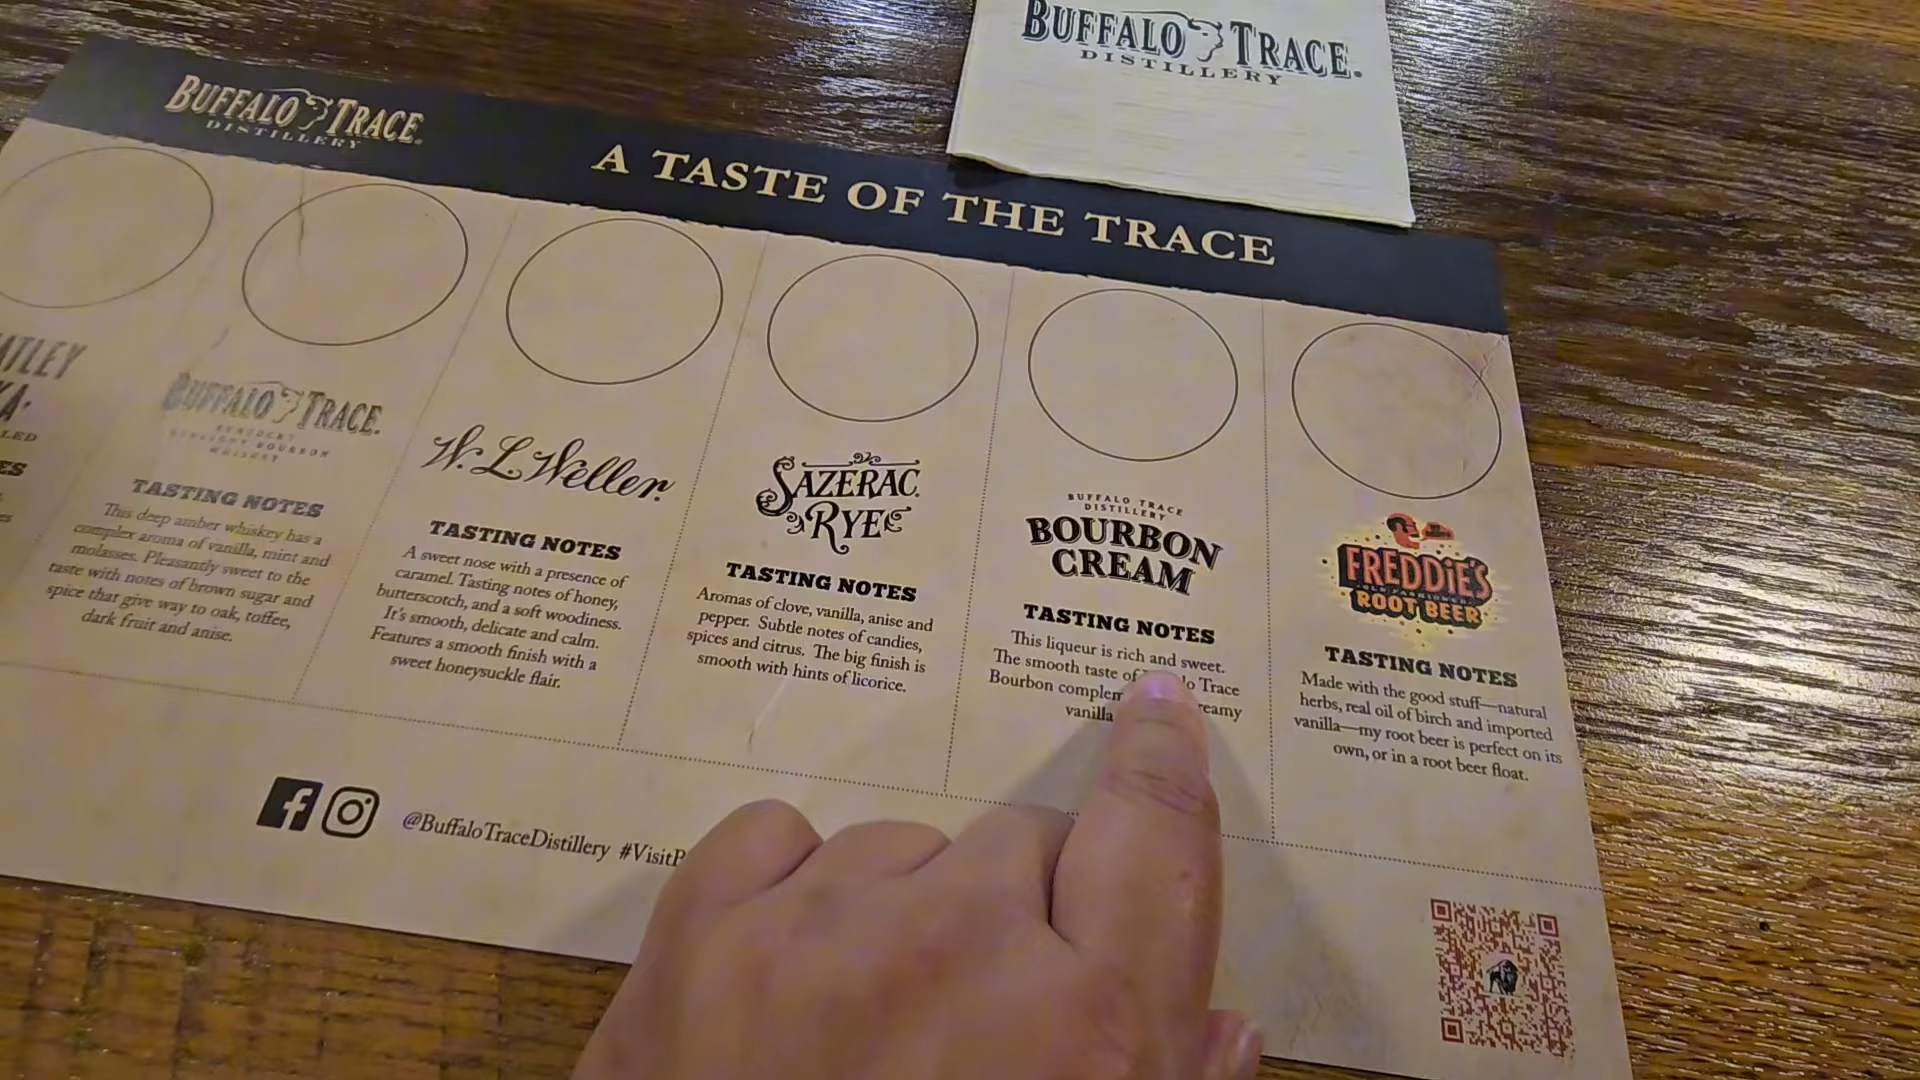 BUFFALO TRACE.
DISTILLERY
BUFFALO TRACE
DISTILLERY
A TASTE OF THE TRACE
BUFFALO TRACE.
KENTUCKY
STRAIGHT BOURBON
WHISKEY
TASTING NOTES
This deep amber whiskey has a
complex aroma of vanilla, mint and
molasses. Pleasantly sweet to the
taste with notes of brown sugar and
spice that give way to oak, toffee,
dark fruit and anise.
W. L. Weller.
TASTING NOTES
A sweet nose with a presence of
caramel. Tasting notes of honey,
butterscotch, and a soft woodiness.
It's smooth, delicate and calm.
Features a smooth finish with a
sweet honeysuckle flair.
SAZERAC
RYE
TASTING NOTES
Aromas of clove, vanilla, anise and
pepper. Subtle notes of candies,
spices and citrus. The big finish is
smooth with hints of licorice.
BUFFALO TRACE
DISTILLERY
BOURBON
CREAM
TASTING NOTES
This liqueur is rich and sweet.
The smooth taste of Trace
Bourbon
vanilla
FREDDIE'S
OLD FASHIONED
ROOT BEER
TASTING NOTES
Made with the good stuff—natural
herbs, real oil of birch and imported
vanilla—my root beer is perfect on its
own, or in a root beer float.
@BuffaloTraceDistillery